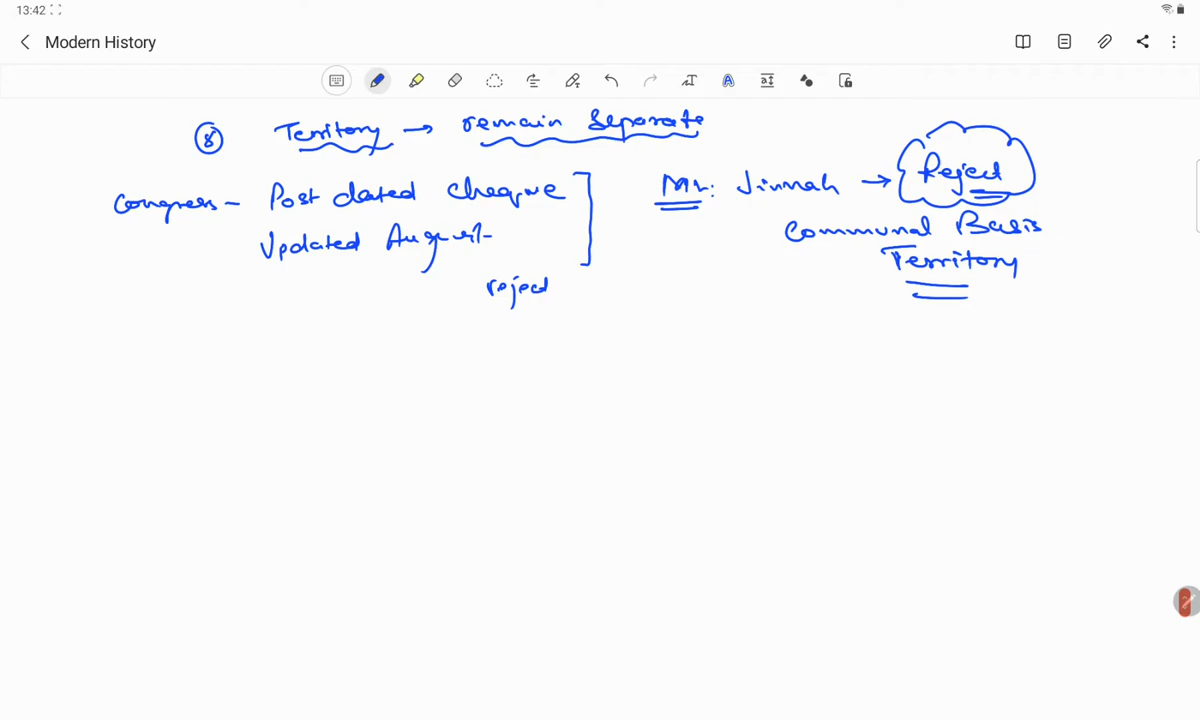 13:42
Modern History
⑧ Territory → remain Separate
Congress - Post dated Cheque
Updated August
reject
Mr. Jinnah → Reject
Communal Basis
Territory